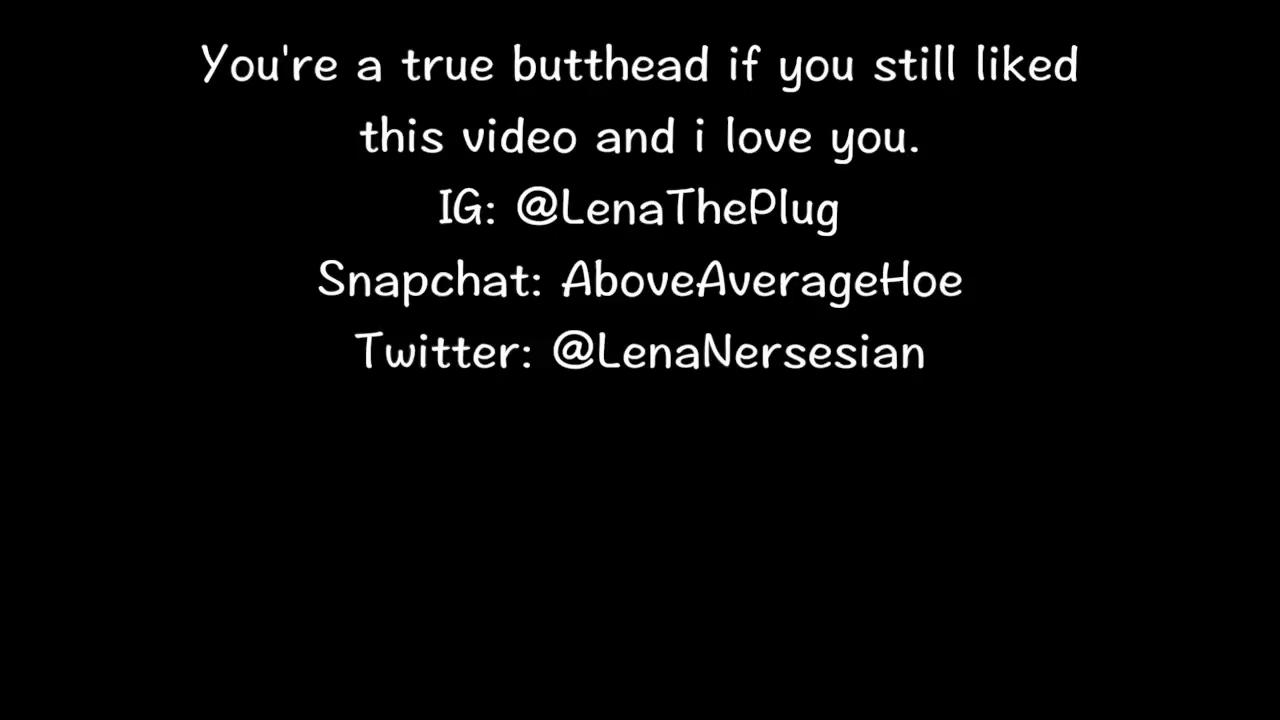 You're a true butthead if you still liked
this video and i love you.
IG: @LenaThePlug
Snapchat: AboveAverageHoe
Twitter: @LenaNersesian